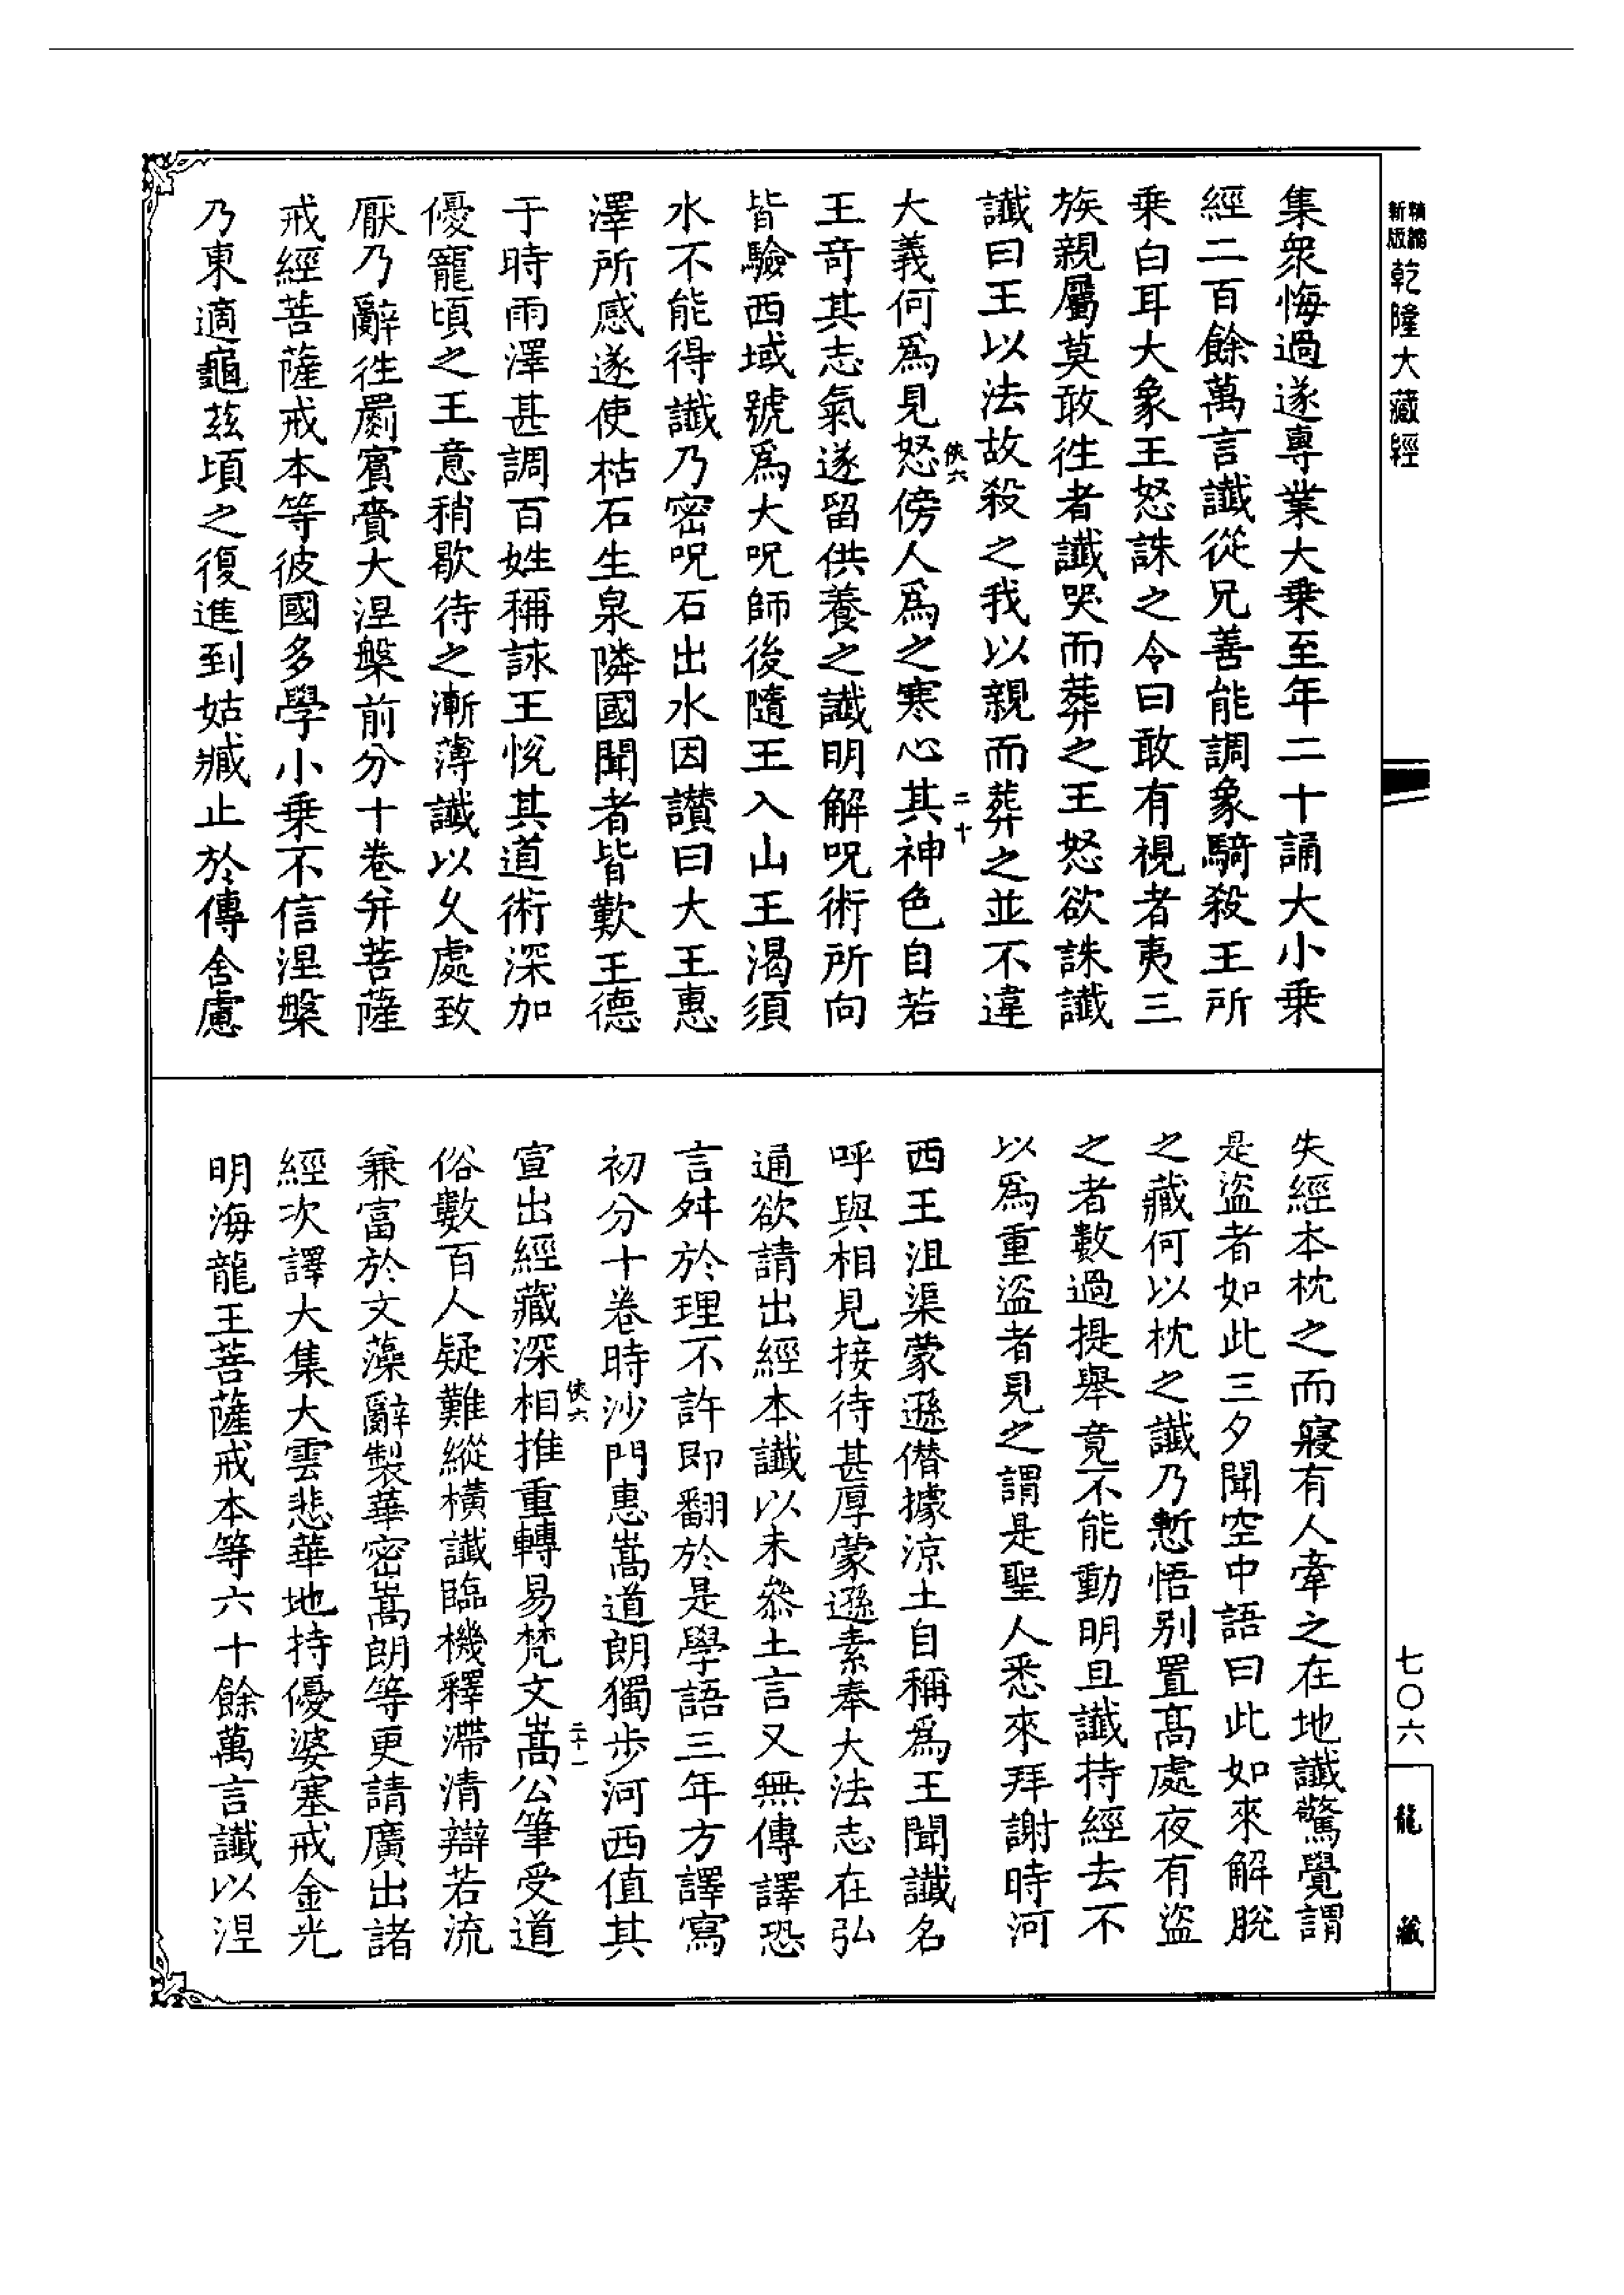 精縮新版 乾隆大藏經
集衆悔過遂專業大乗至年二十誦大小乗
經二百餘萬言讖從兄善能調象騎殺王所
乗白耳大象王怒誅之令曰敢有視者夷三
族親屬莫敢徃者讖哭而葬之王怒欲誅讖
讖曰王以法故殺之我以親而葬之並不違
俠六 二十
大義何爲見怒傍人爲之寒心其神色自若
王竒其志氣遂留供養之讖明解呪術所向
皆驗西域號爲大呪師後隨王入山王渴須
水不能得讖乃密呪石出水因讚曰大王惠
澤所感遂使枯石生泉隣國聞者皆歎王德
于時雨澤甚調百姓稱詠王悅其道術深加
優寵頃之王意稍歇待之漸薄讖以久處致
厭乃辭徃罽賓賷大涅槃前分十卷并菩薩
戒經菩薩戒本等彼國多學小乗不信涅槃
乃東適龜茲頃之復進到姑臧止於傳舍慮
失經本枕之而寢有人牽之在地讖驚覺謂
是盜者如此三夕聞空中語曰此如來解脫
之藏何以枕之讖乃慙悟别置髙處夜有盜
之者數過提舉竟不能動明旦讖持經去不
以爲重盜者見之謂是聖人悉來拜謝時河
西王沮渠蒙遜僣據涼土自稱爲王聞讖名
呼與相見接待甚厚蒙遜素奉大法志在弘
通欲請出經本讖以未叅土言又無傳譯恐
言舛於理不許即翻於是學語三年方譯寫
初分十卷時沙門惠嵩道朗獨步河西值其
俠六 二十一
宣出經藏深相推重轉易梵文嵩公筆受道
俗數百人疑難縱橫讖臨機釋滯清辯若流
兼富於文藻辭製華密嵩朗等更請廣出諸
經次譯大集大雲悲華地持優婆塞戒金光
明海龍王菩薩戒本等六十餘萬言讖以涅
七〇六
龍藏